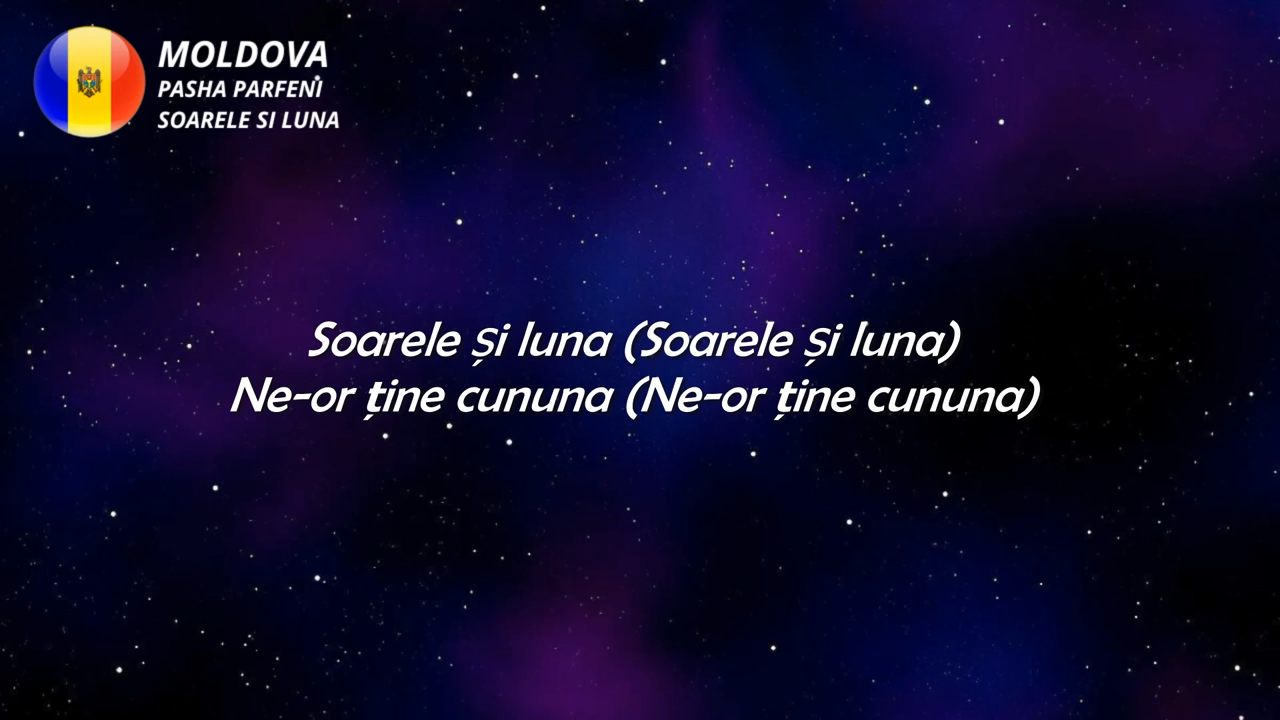 MOLDOVA
PASHA PARFENI
SOARELE SI LUNA
Soarele și luna (Soarele și luna)
Ne-or ține cununa (Ne-or ține cununa)